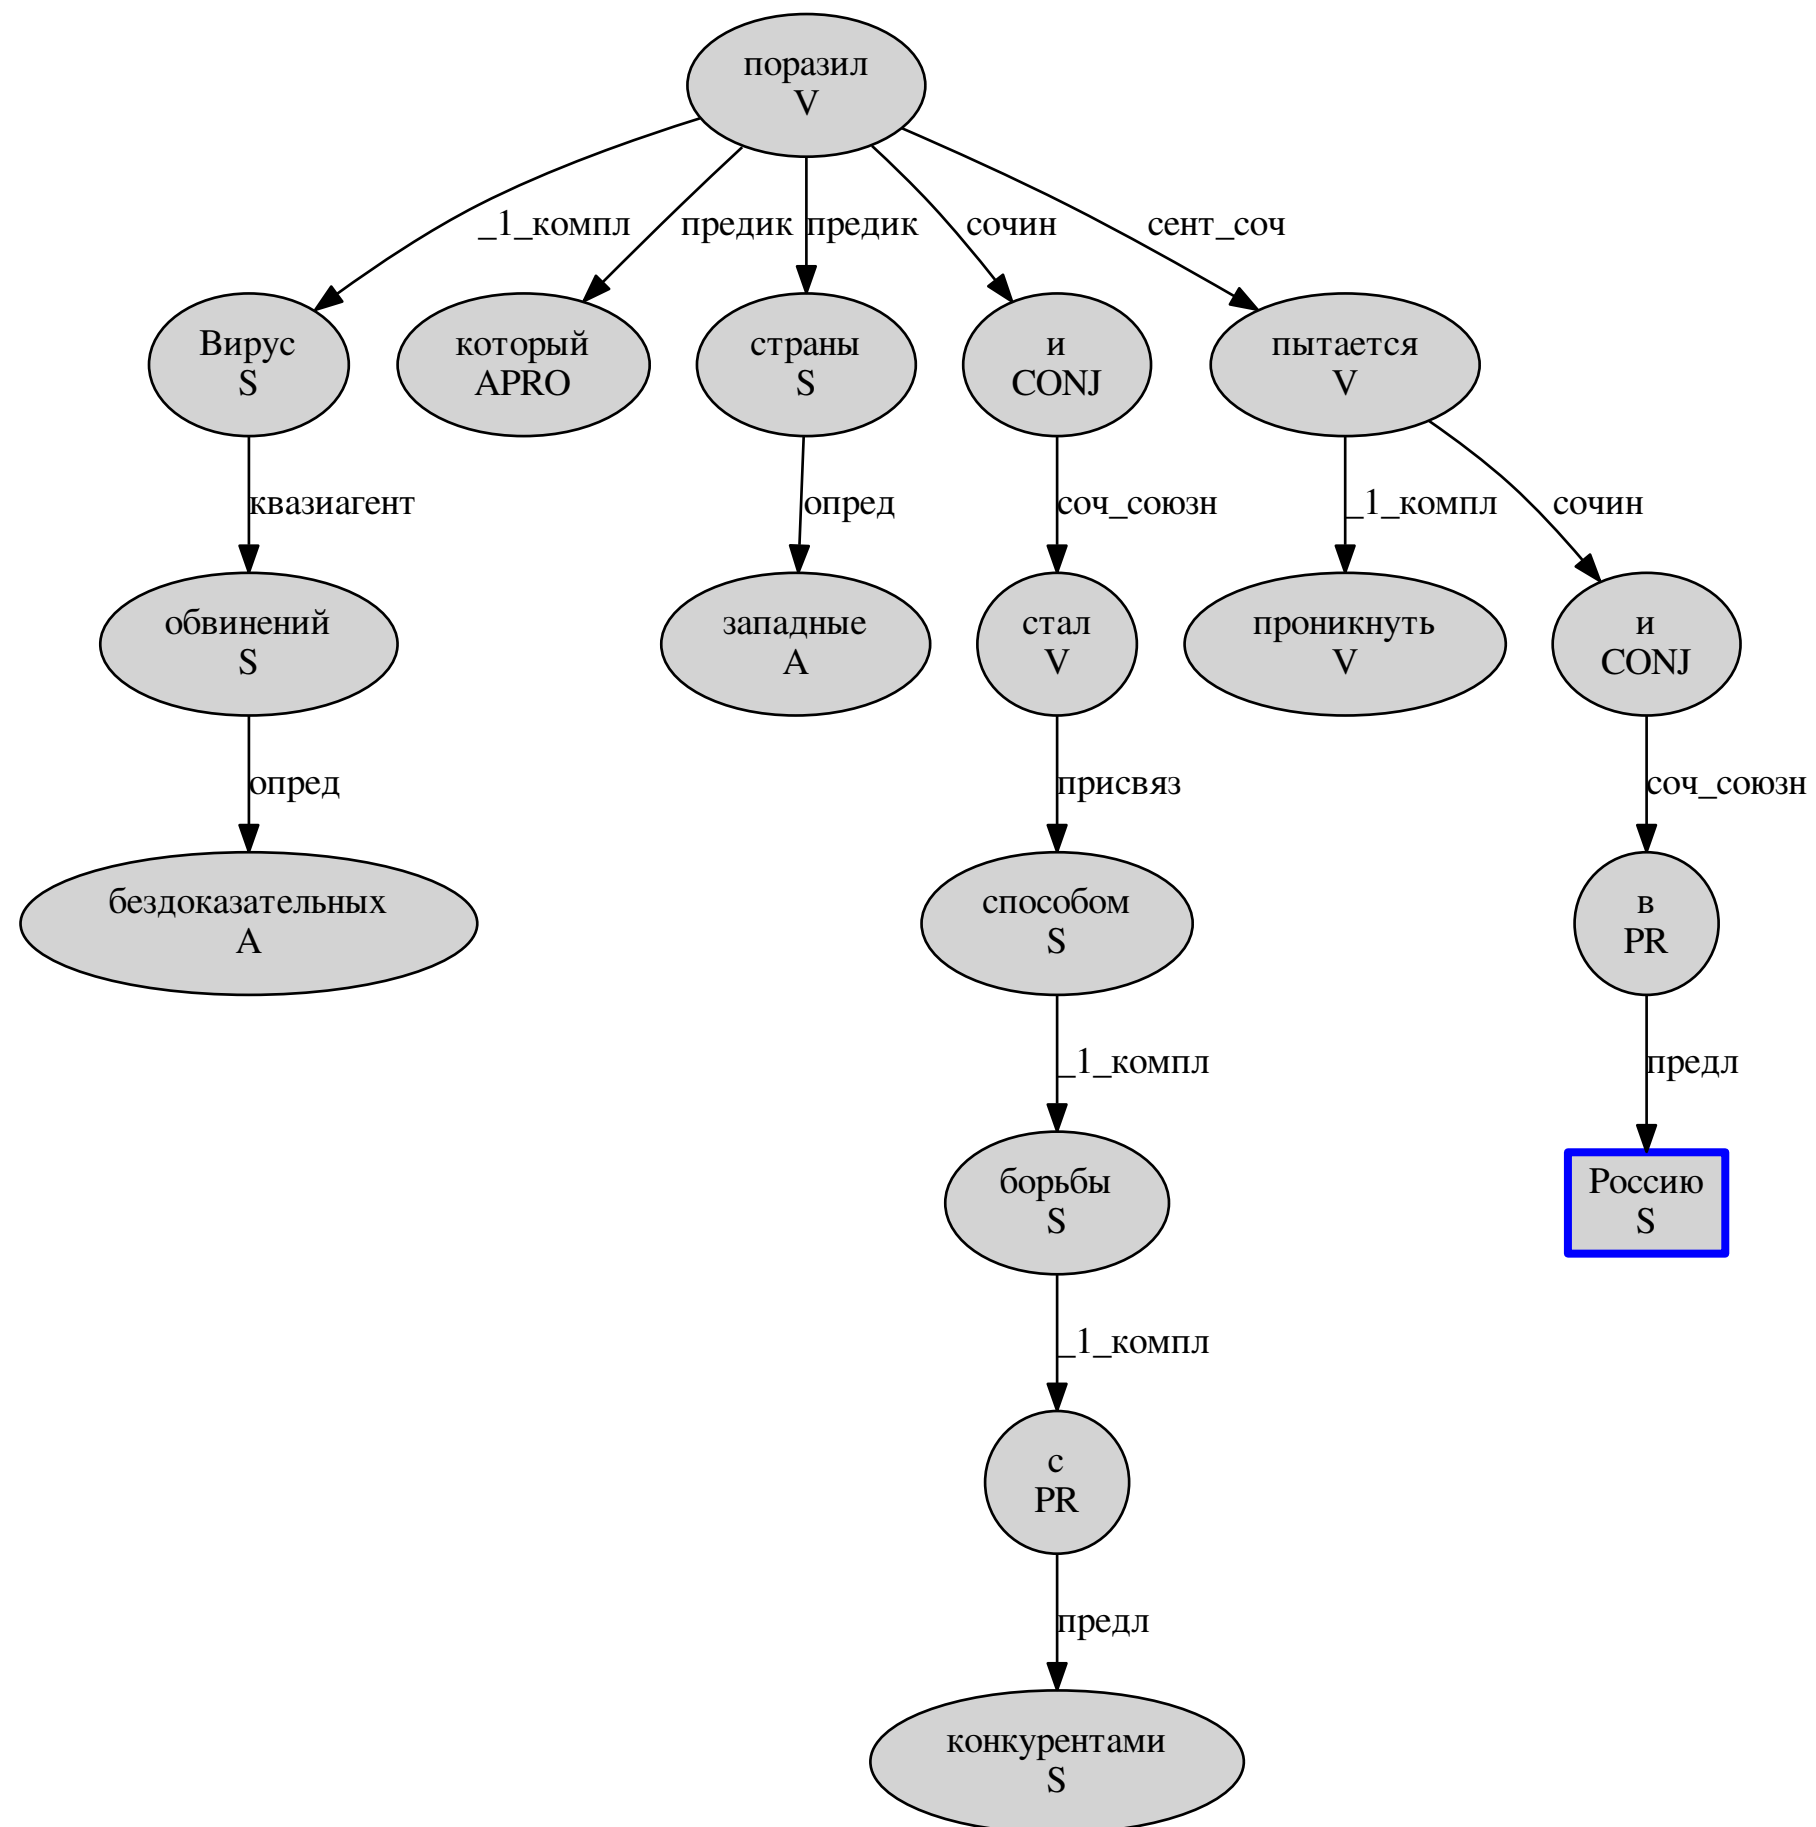 поразил
V
_1_компл
предик
предик
сочин
сент_соч
Вирус
S
который
APRO
страны
S
и
CONJ
пытается
V
квазиагент
опред
соч_союзн
_1_компл
сочин
обвинений
S
западные
A
стал
V
проникнуть
V
и
CONJ
опред
присвяз
соч_союзн
бездоказательных
A
способом
S
в
PR
_1_компл
предл
борьбы
S
Россию
S
_1_компл
с
PR
предл
конкурентами
S